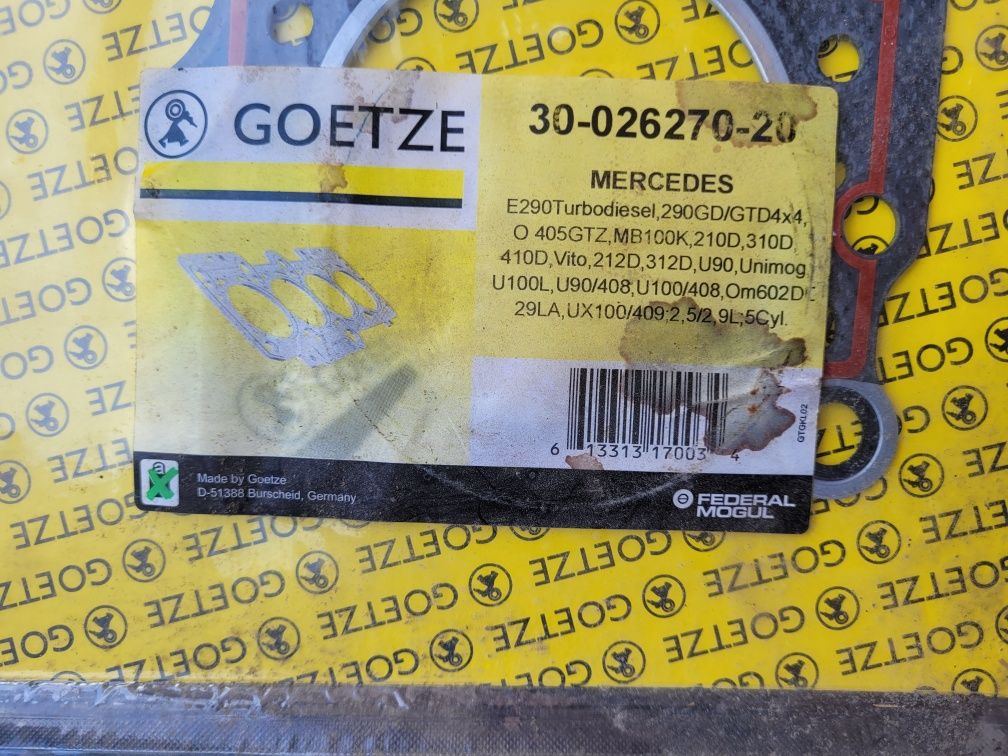 GOETZE
30-026270-20
MERCEDES
E290Turbodiesel,290GD/GTD4x4,
O 405GTZ,MB100K,210D,310D,
410D,Vito,212D,312D,U90,Unimog
U100L,U90/408,U100/408,Om602D
29LA,UX100/409;2,5/2,9L;5Cyl.
6 13313 17003 4
GTGKL02
Made by Goetze
D-51388 Burscheid, Germany
FEDERAL
MOGUL